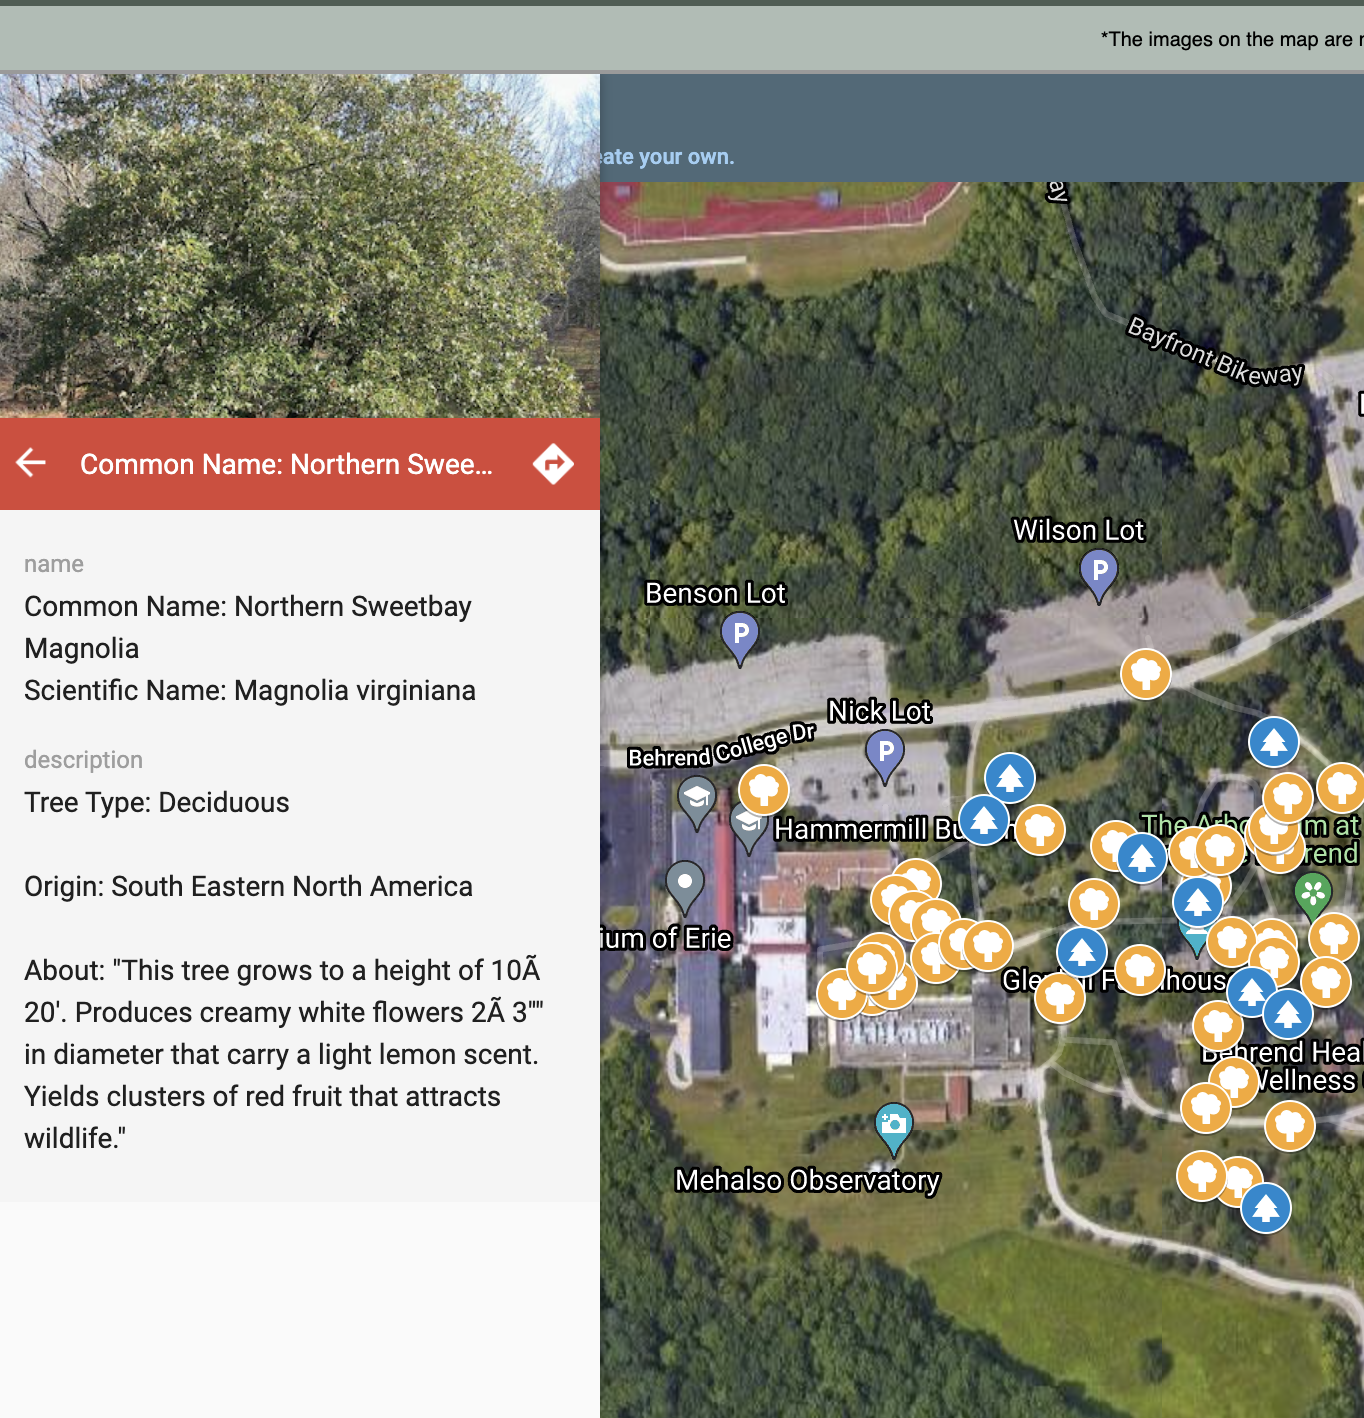 *The images on the map are
eate your own.
Common Name: Northern Swee...
name
Common Name: Northern Sweetbay
Magnolia
Scientific Name: Magnolia virginiana
description
Tree Type: Deciduous
Origin: South Eastern North America
About: "This tree grows to a height of 10Ã
20'. Produces creamy white flowers 2Ã 3""
in diameter that carry a light lemon scent.
Yields clusters of red fruit that attracts
wildlife."
ay
Bayfront Bikeway
Wilson Lot
P
Benson Lot
P
Nick Lot
P
Behrend College Dr
Hammermill Bu
The Arbo m at
rend
ium of Erie
Behrend Heal
Wellness
Mehalso Observatory